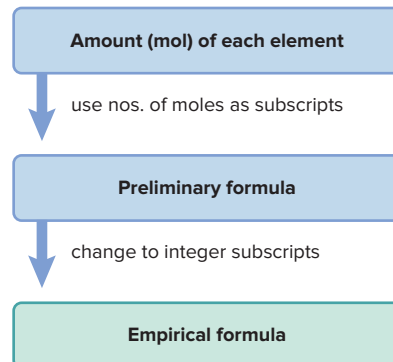 Amount (mol) of each element
use nos. of moles as subscripts
Preliminary formula
change to integer subscripts
Empirical formula